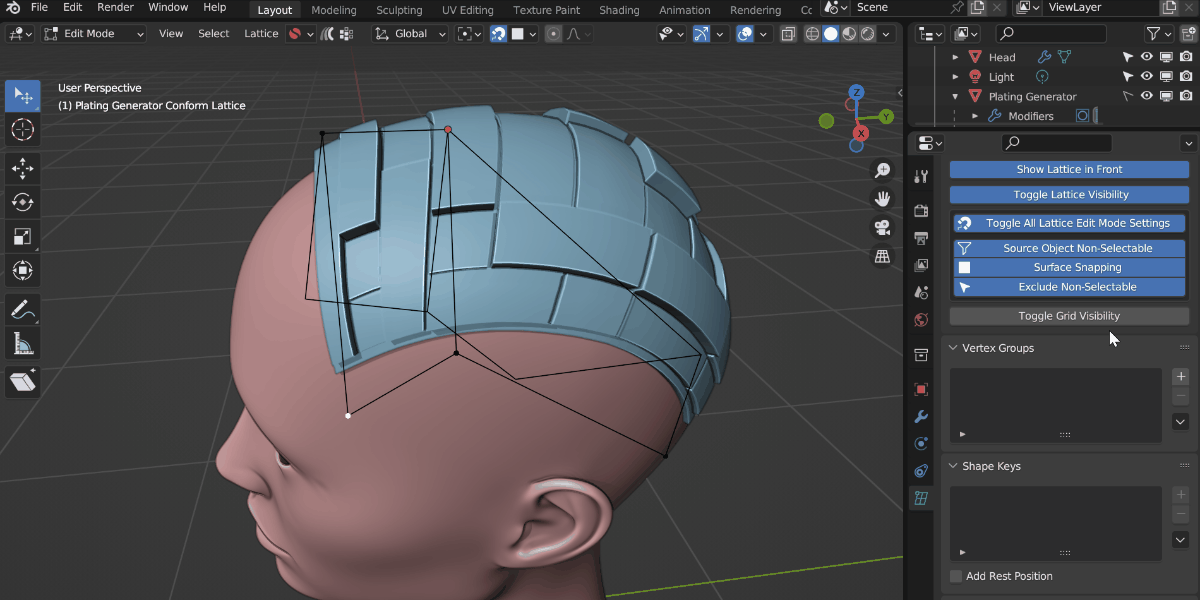 File Edit Render Window Help Layout Modeling Sculpting UV Editing Texture Paint Shading Animation Rendering Cc Scene ViewLayer
Edit Mode View Select Lattice Global
User Perspective
(1) Plating Generator Conform Lattice
Z
Y
X
Head
Light
Plating Generator
Modifiers
Show Lattice in Front
Toggle Lattice Visibility
Toggle All Lattice Edit Mode Settings
Source Object Non-Selectable
Surface Snapping
Exclude Non-Selectable
Toggle Grid Visibility
Vertex Groups
Shape Keys
Add Rest Position